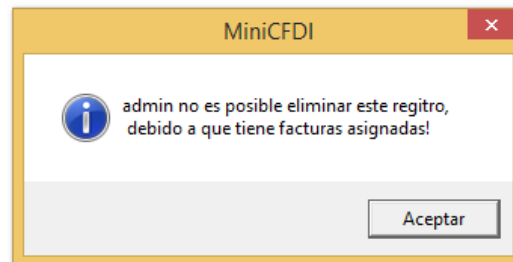 MiniCFDI
admin no es posible eliminar este regitro,
debido a que tiene facturas asignadas!
Aceptar